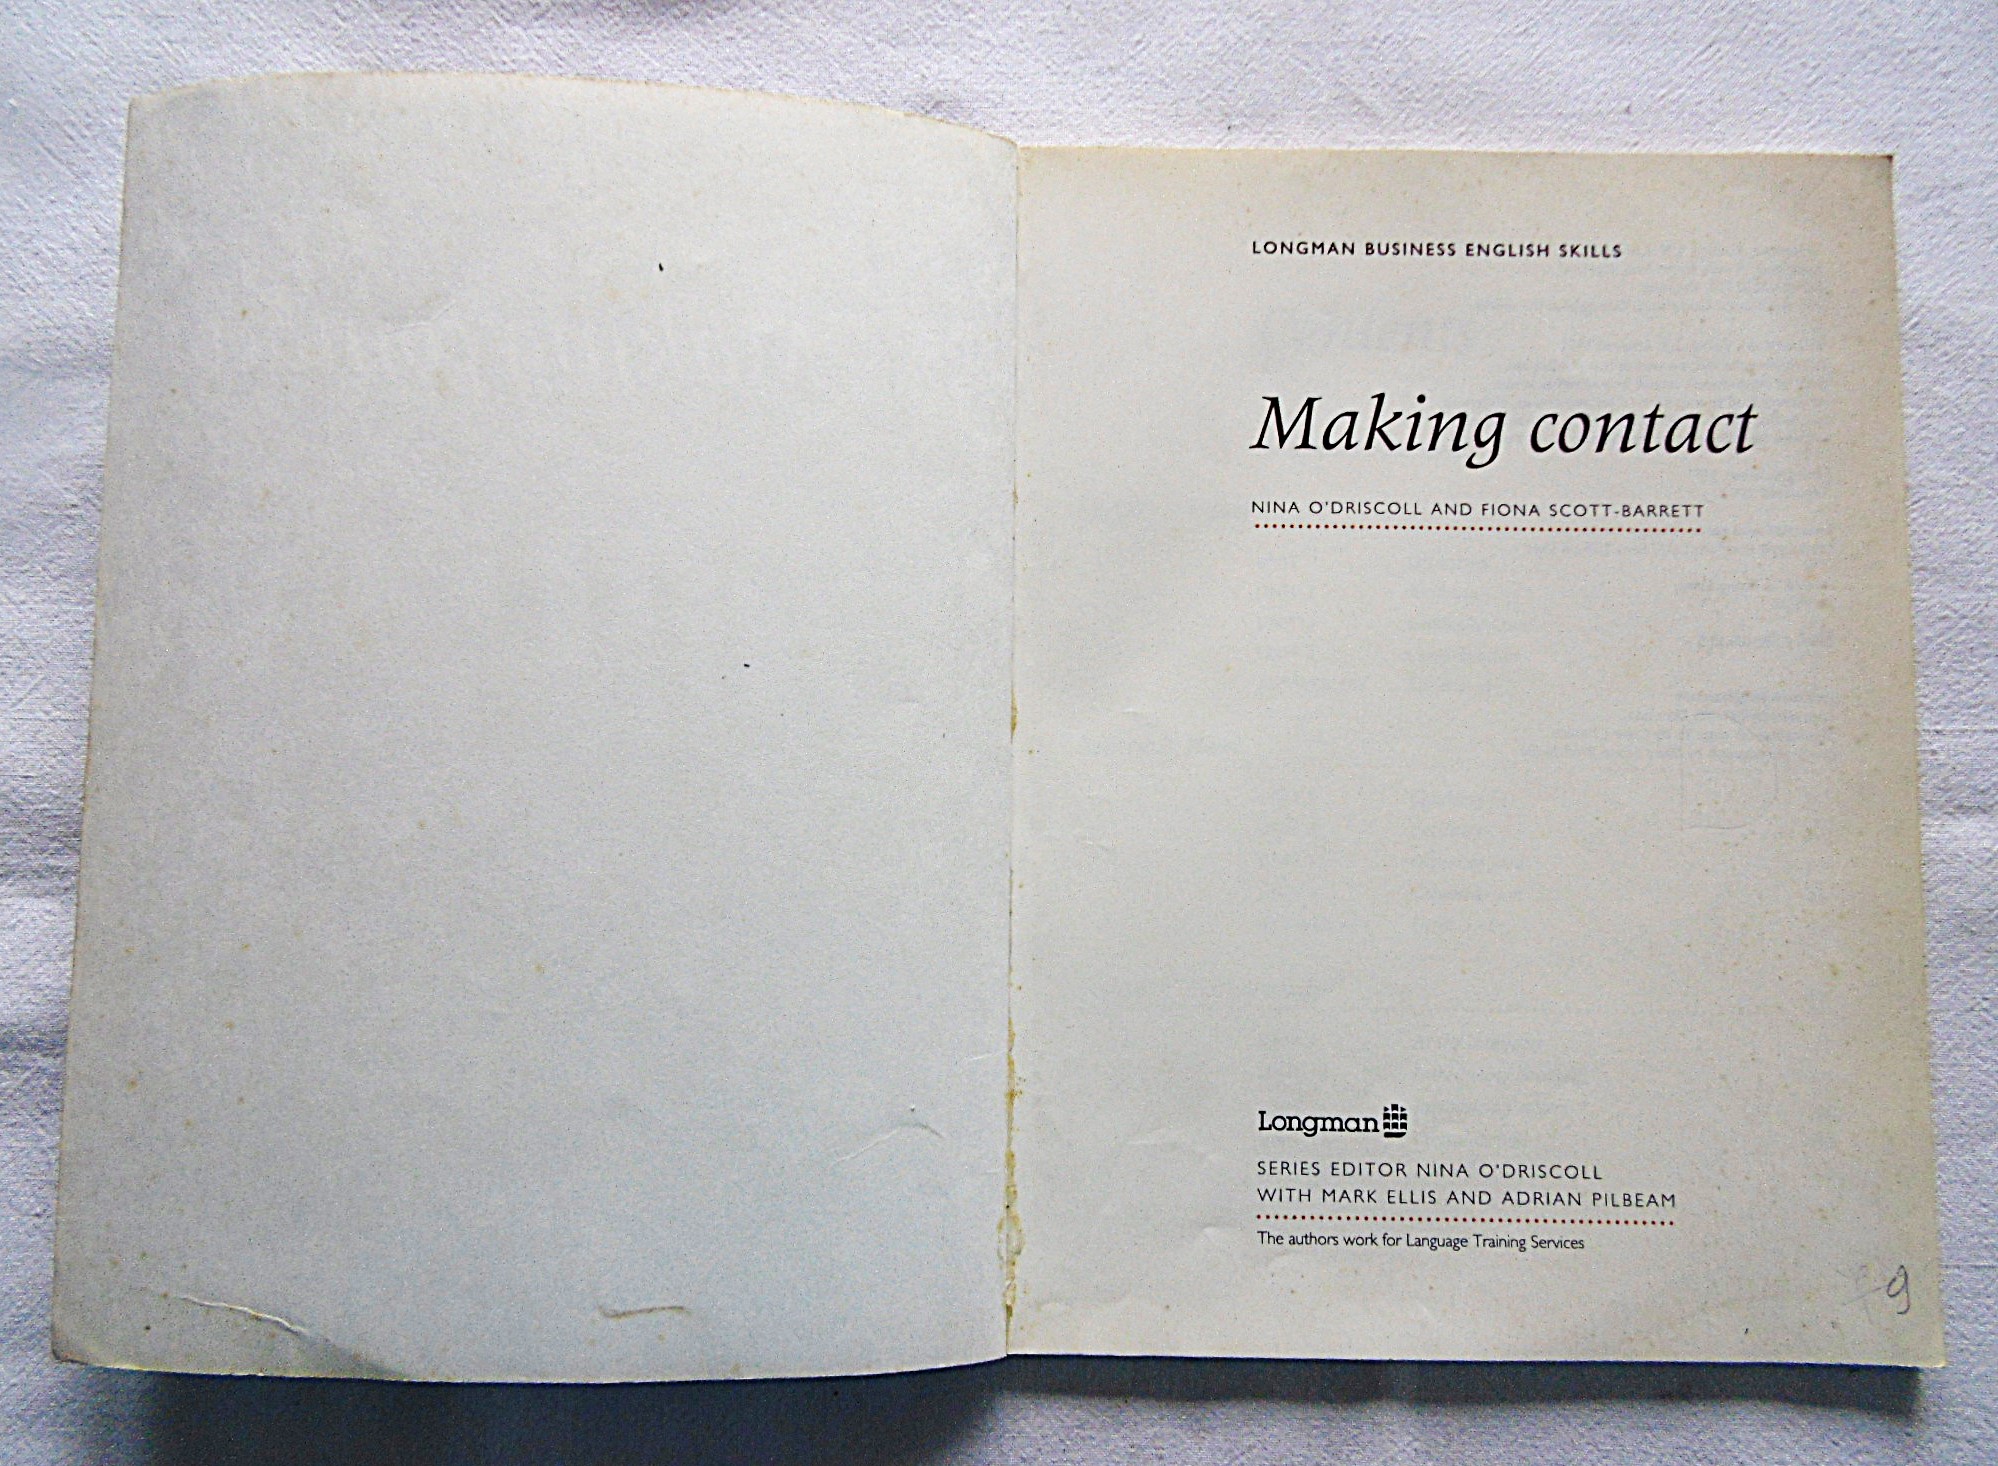 LONGMAN BUSINESS ENGLISH SKILLS
Making contact
NINA O'DRISCOLL AND FIONA SCOTT-BARRETT
Longman
SERIES EDITOR NINA O'DRISCOLL
WITH MARK ELLIS AND ADRIAN PILBEAM
The authors work for Language Training Services
9